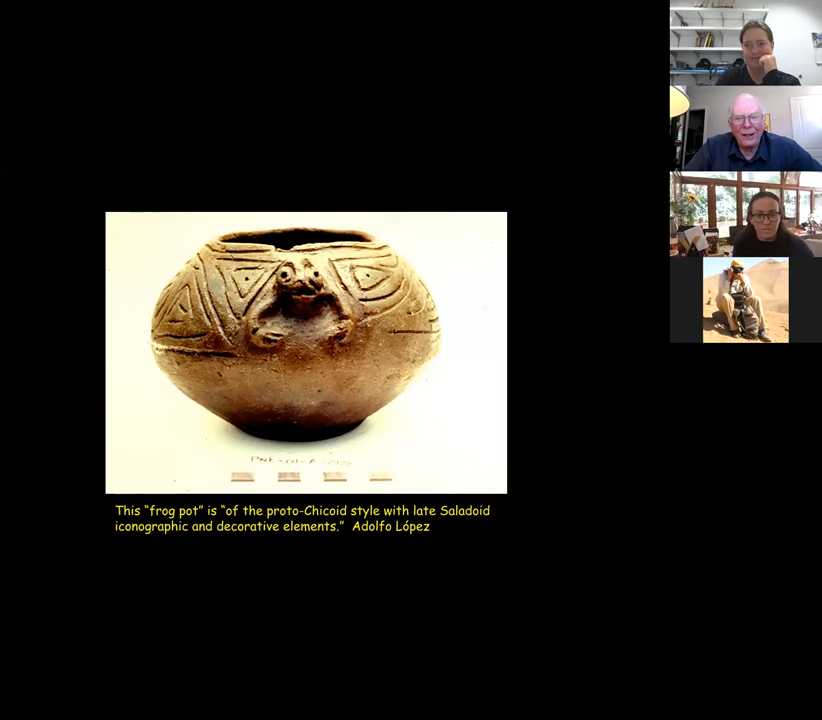 This “frog pot” is “of the proto-Chicoid style with late Saladoid
iconographic and decorative elements.”  Adolfo López